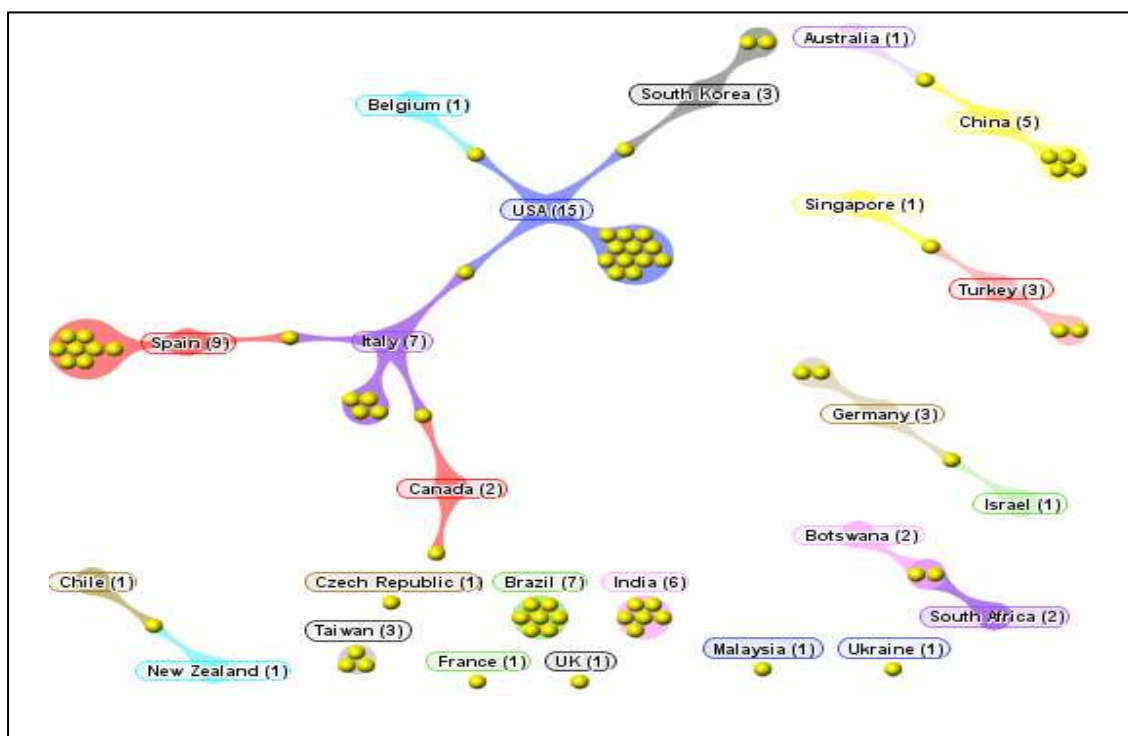 Australia (1)
South Korea (3)
Belgium (1)
China (5)
Singapore (1)
USA (15)
Turkey (3)
Spain (9)
Italy (7)
Germany (3)
Canada (2)
Israel (1)
Botswana (2)
Chile (1)
Czech Republic (1)
Brazil (7)
India (6)
South Africa (2)
Taiwan (3)
New Zealand (1)
France (1)
UK (1)
Malaysia (1)
Ukraine (1)